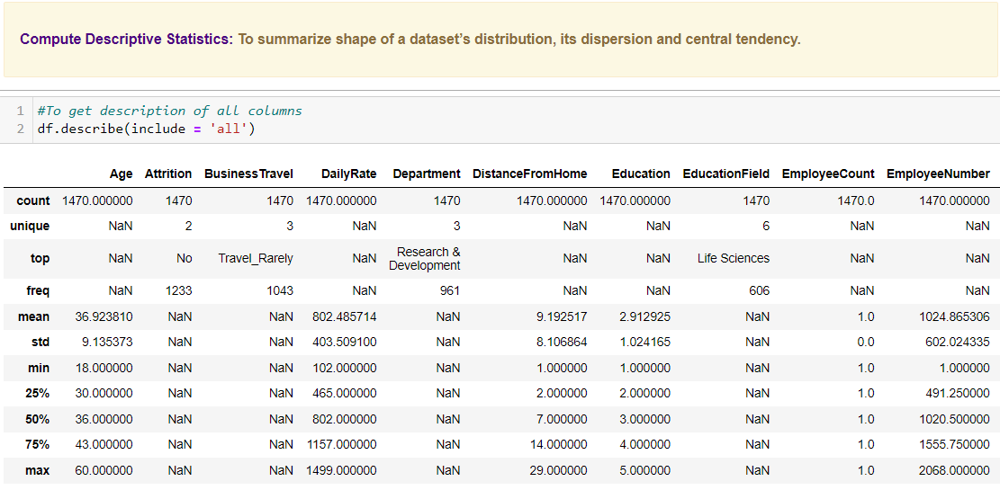 Compute Descriptive Statistics: To summarize shape of a dataset’s distribution, its dispersion and central tendency.
1 #To get description of all columns
2 df.describe(include = 'all')
Age Attrition BusinessTravel DailyRate Department DistanceFromHome Education EducationField EmployeeCount EmployeeNumber
count 1470.000000 1470 1470 1470.000000 1470 1470.000000 1470.000000 1470 1470.0 1470.000000
unique NaN 2 3 NaN 3 NaN NaN 6 NaN NaN
top NaN No Travel_Rarely NaN Research & Development NaN NaN Life Sciences NaN NaN
freq NaN 1233 1043 NaN 961 NaN NaN 606 NaN NaN
mean 36.923810 NaN NaN 802.485714 NaN 9.192517 2.912925 NaN 1.0 1024.865306
std 9.135373 NaN NaN 403.509100 NaN 8.106864 1.024165 NaN 0.0 602.024335
min 18.000000 NaN NaN 102.000000 NaN 1.000000 1.000000 NaN 1.0 1.000000
25% 30.000000 NaN NaN 465.000000 NaN 2.000000 2.000000 NaN 1.0 491.250000
50% 36.000000 NaN NaN 802.000000 NaN 7.000000 3.000000 NaN 1.0 1020.500000
75% 43.000000 NaN NaN 1157.000000 NaN 14.000000 4.000000 NaN 1.0 1555.750000
max 60.000000 NaN NaN 1499.000000 NaN 29.000000 5.000000 NaN 1.0 2068.000000